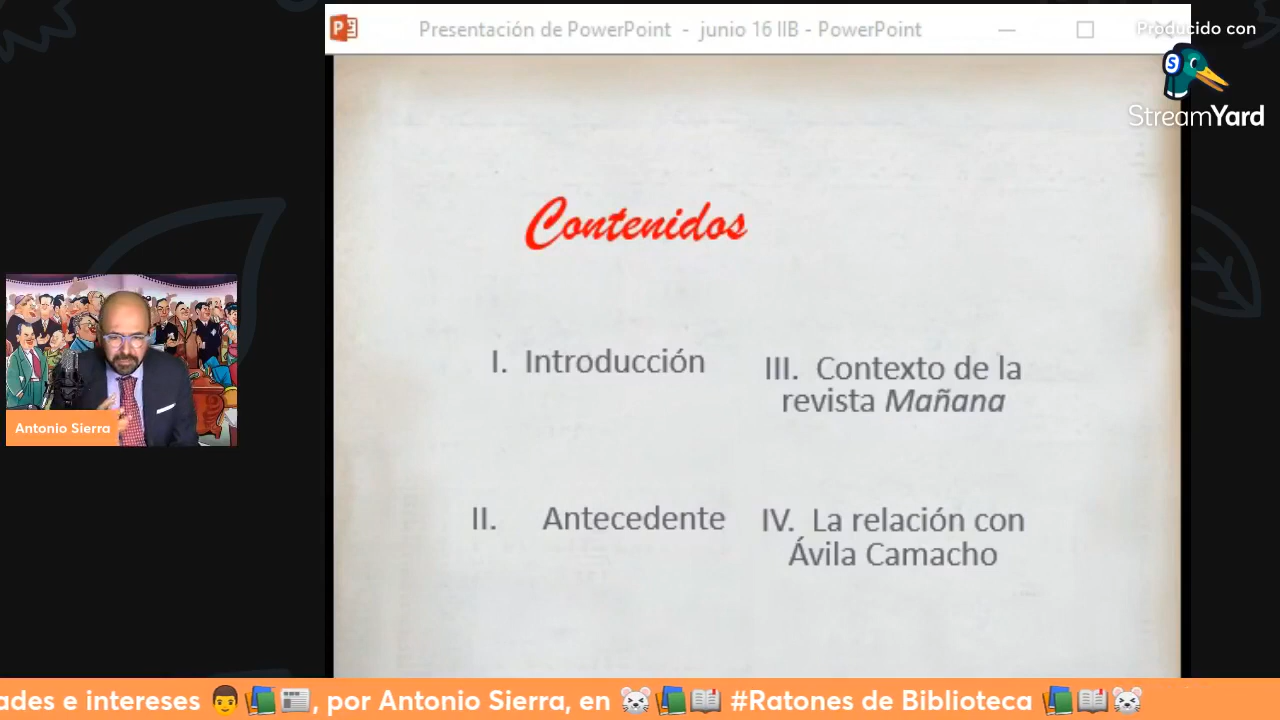 Presentación de PowerPoint - junio 16 IIB - PowerPoint
Producido con
StreamYard
Contenidos
I. Introducción
II. Antecedente
III. Contexto de la
revista Mañana
IV. La relación con
Ávila Camacho
Antonio Sierra
ades e intereses 👨📚📰, por Antonio Sierra, en 🐭📚📖 #Ratones de Biblioteca 📚📖🐭